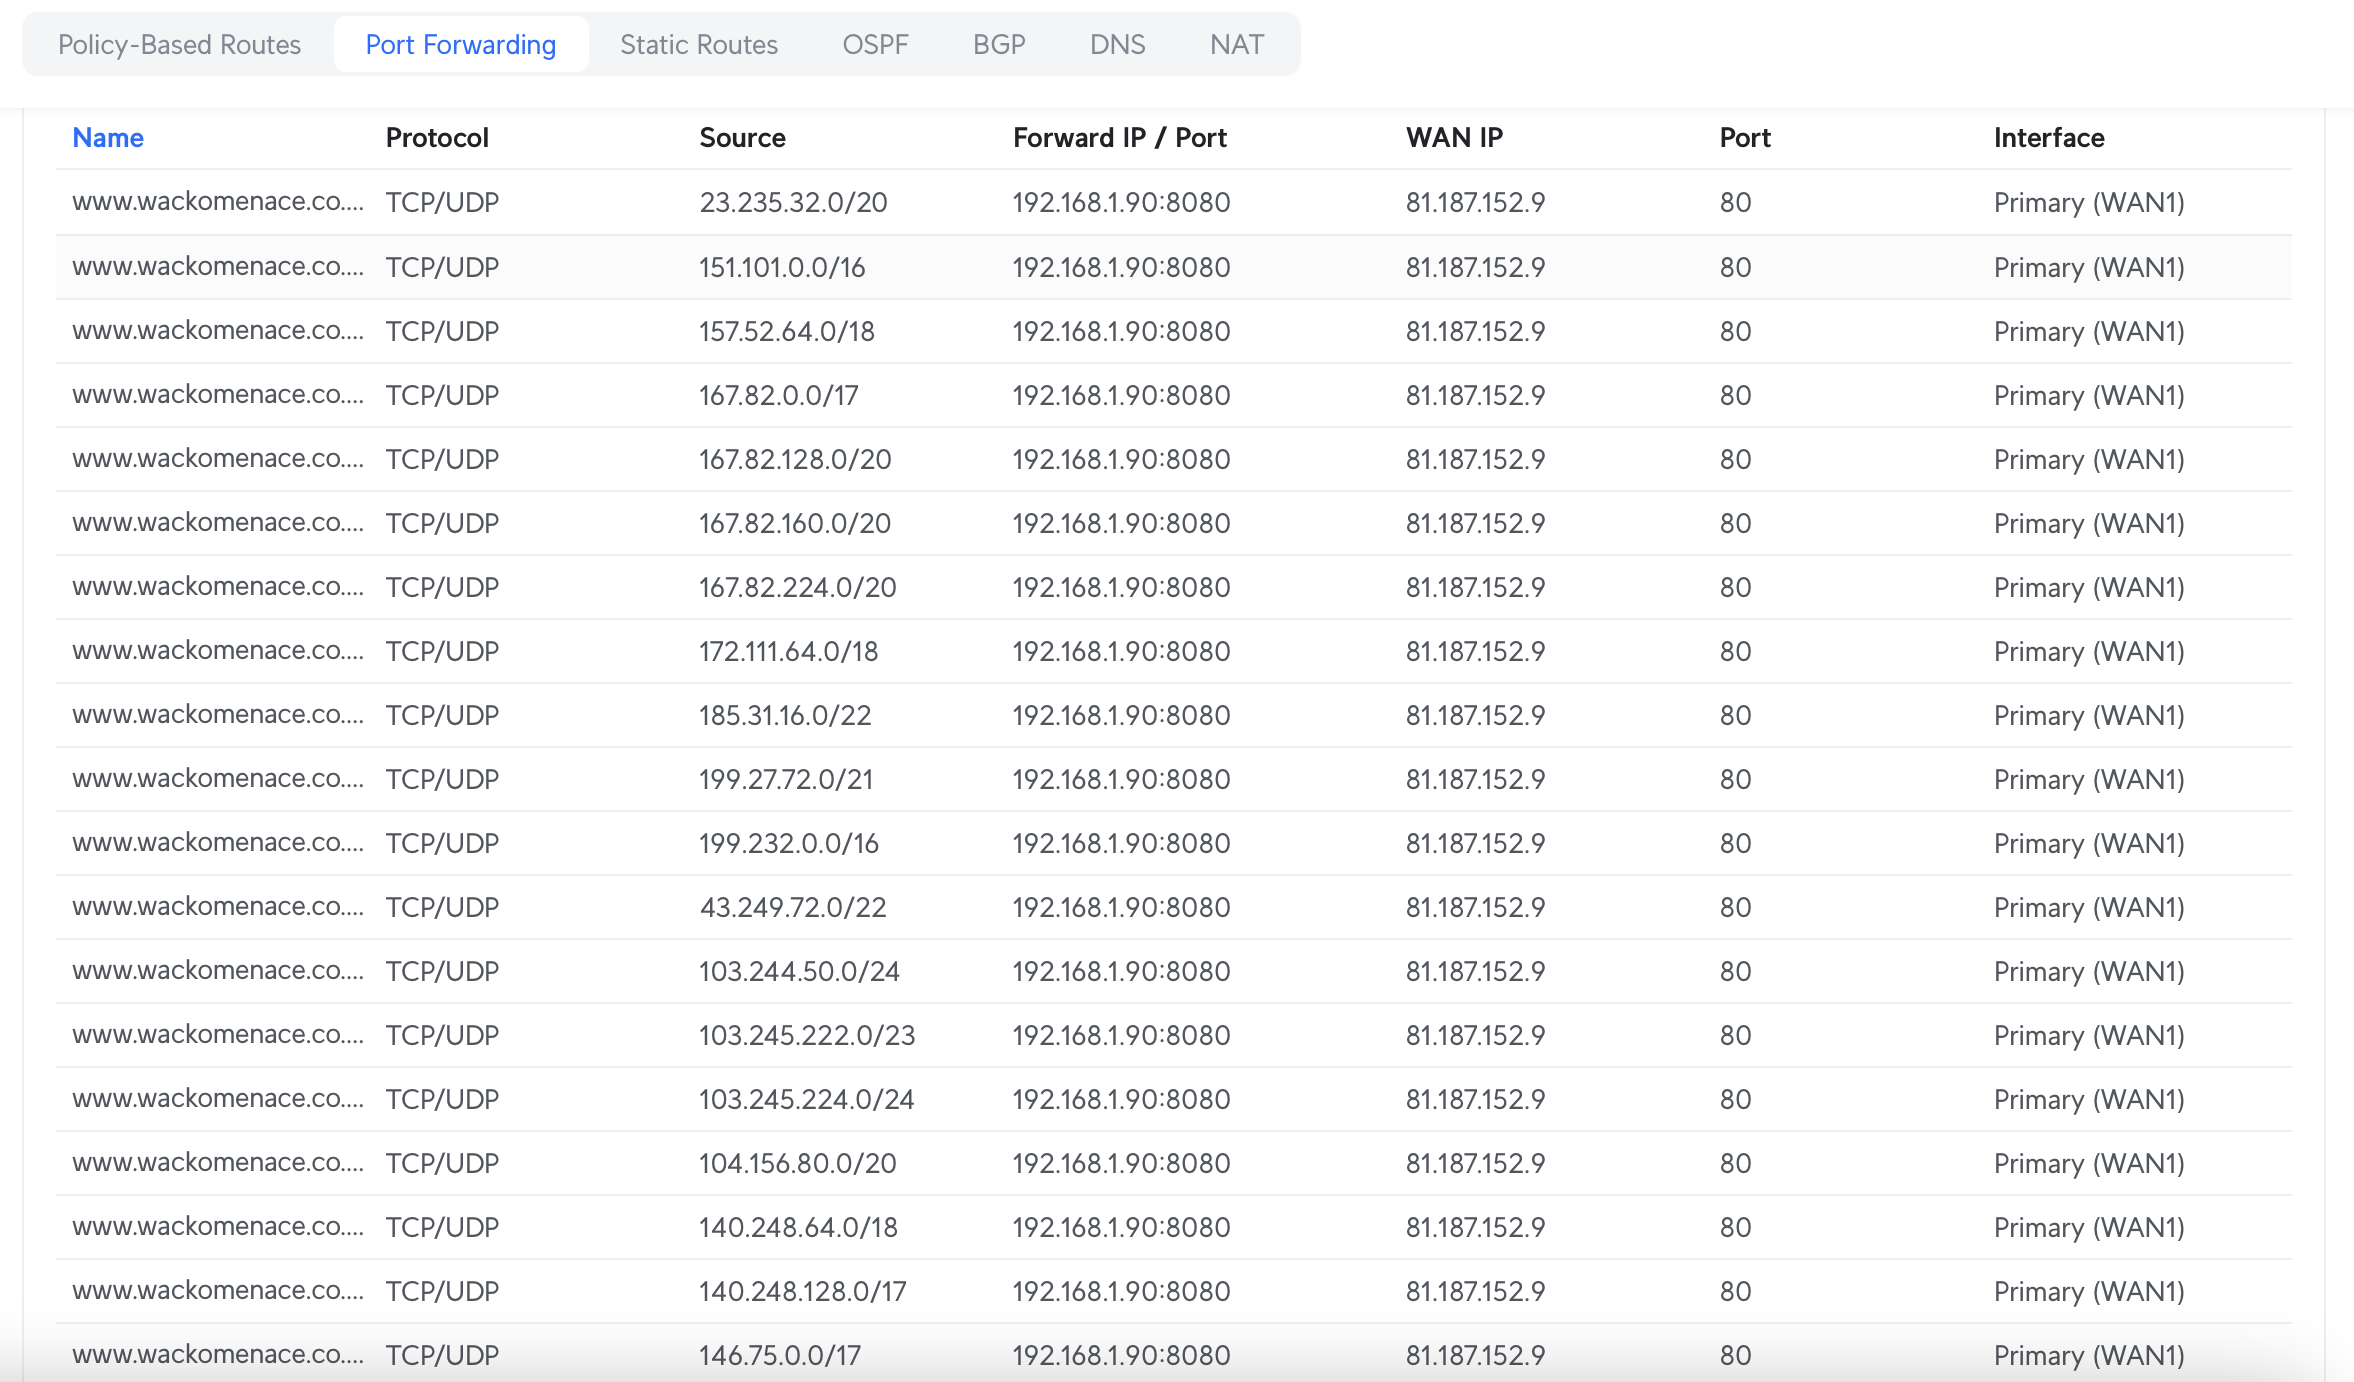 Policy-Based Routes Port Forwarding Static Routes OSPF BGP DNS NAT
Name Protocol Source Forward IP / Port WAN IP Port Interface
www.wackomenace.co.... TCP/UDP 23.235.32.0/20 192.168.1.90:8080 81.187.152.9 80 Primary (WAN1)
www.wackomenace.co.... TCP/UDP 151.101.0.0/16 192.168.1.90:8080 81.187.152.9 80 Primary (WAN1)
www.wackomenace.co.... TCP/UDP 157.52.64.0/18 192.168.1.90:8080 81.187.152.9 80 Primary (WAN1)
www.wackomenace.co.... TCP/UDP 167.82.0.0/17 192.168.1.90:8080 81.187.152.9 80 Primary (WAN1)
www.wackomenace.co.... TCP/UDP 167.82.128.0/20 192.168.1.90:8080 81.187.152.9 80 Primary (WAN1)
www.wackomenace.co.... TCP/UDP 167.82.160.0/20 192.168.1.90:8080 81.187.152.9 80 Primary (WAN1)
www.wackomenace.co.... TCP/UDP 167.82.224.0/20 192.168.1.90:8080 81.187.152.9 80 Primary (WAN1)
www.wackomenace.co.... TCP/UDP 172.111.64.0/18 192.168.1.90:8080 81.187.152.9 80 Primary (WAN1)
www.wackomenace.co.... TCP/UDP 185.31.16.0/22 192.168.1.90:8080 81.187.152.9 80 Primary (WAN1)
www.wackomenace.co.... TCP/UDP 199.27.72.0/21 192.168.1.90:8080 81.187.152.9 80 Primary (WAN1)
www.wackomenace.co.... TCP/UDP 199.232.0.0/16 192.168.1.90:8080 81.187.152.9 80 Primary (WAN1)
www.wackomenace.co.... TCP/UDP 43.249.72.0/22 192.168.1.90:8080 81.187.152.9 80 Primary (WAN1)
www.wackomenace.co.... TCP/UDP 103.244.50.0/24 192.168.1.90:8080 81.187.152.9 80 Primary (WAN1)
www.wackomenace.co.... TCP/UDP 103.245.222.0/23 192.168.1.90:8080 81.187.152.9 80 Primary (WAN1)
www.wackomenace.co.... TCP/UDP 103.245.224.0/24 192.168.1.90:8080 81.187.152.9 80 Primary (WAN1)
www.wackomenace.co.... TCP/UDP 104.156.80.0/20 192.168.1.90:8080 81.187.152.9 80 Primary (WAN1)
www.wackomenace.co.... TCP/UDP 140.248.64.0/18 192.168.1.90:8080 81.187.152.9 80 Primary (WAN1)
www.wackomenace.co.... TCP/UDP 140.248.128.0/17 192.168.1.90:8080 81.187.152.9 80 Primary (WAN1)
www.wackomenace.co.... TCP/UDP 146.75.0.0/17 192.168.1.90:8080 81.187.152.9 80 Primary (WAN1)